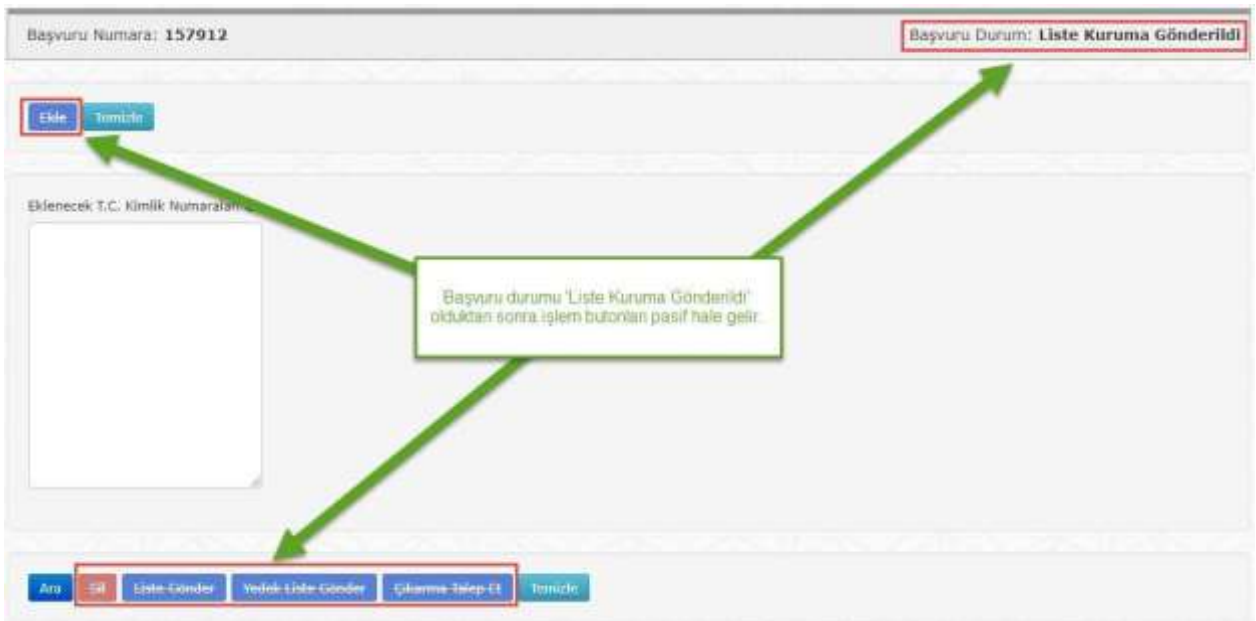 Başvuru Numara: 157912
Başvuru Durum: Liste Kuruma Gönderildi
Ekle Temizle
Eklenecek T.C. Kimlik Numaraları
Başvuru durumu 'Liste Kuruma Gönderildi'
olduktan sonra işlem butonları pasif hale gelir.
Ara Sil Liste Gönder Yedek Liste Gönder Çıkarma Talep Et Temizle